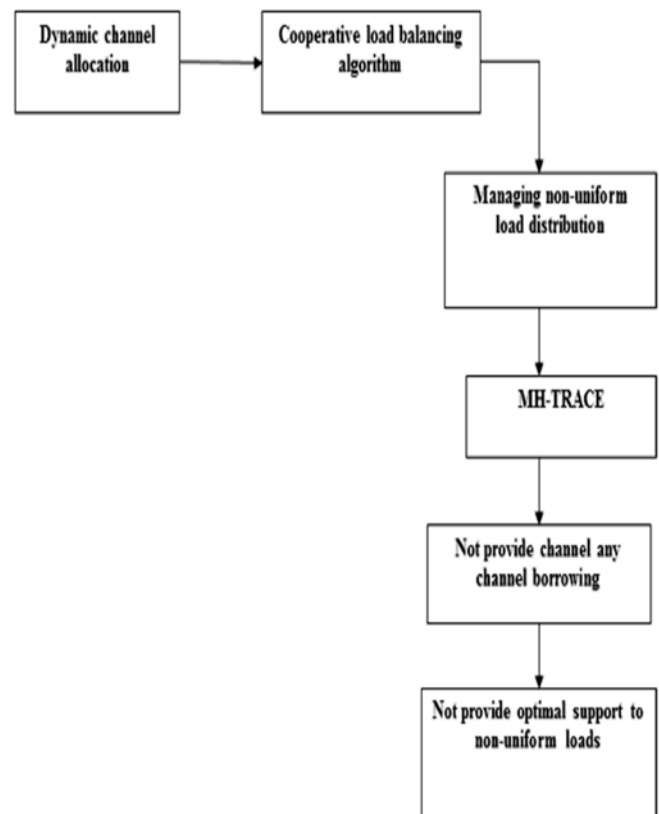 Dynamic channel
allocation
Cooperative load balancing
algorithm
Managing non-uniform
load distribution
MH-TRACE
Not provide channel any
channel borrowing
Not provide optimal support to
non-uniform loads